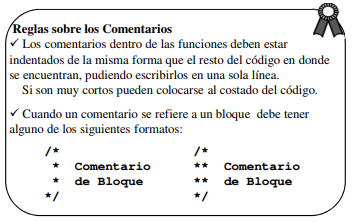 Reglas sobre los Comentarios
✓ Los comentarios dentro de las funciones deben estar
indentados de la misma forma que el resto del código en donde
se encuentran, pudiendo escribirlos en una sola línea.
Si son muy cortos pueden colocarse al costado del código.
✓ Cuando un comentario se refiere a un bloque debe tener
alguno de los siguientes formatos:
/* /*
* Comentario ** Comentario
* de Bloque ** de Bloque
*/ */